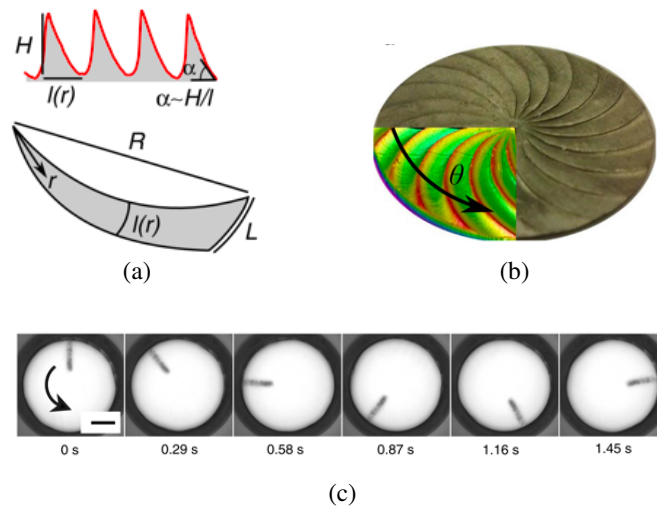 H
α
l(r)
α~H/l
R
r
l(r)
L
(a)
θ
(b)
0 s
0.29 s
0.58 s
0.87 s
1.16 s
1.45 s
(c)